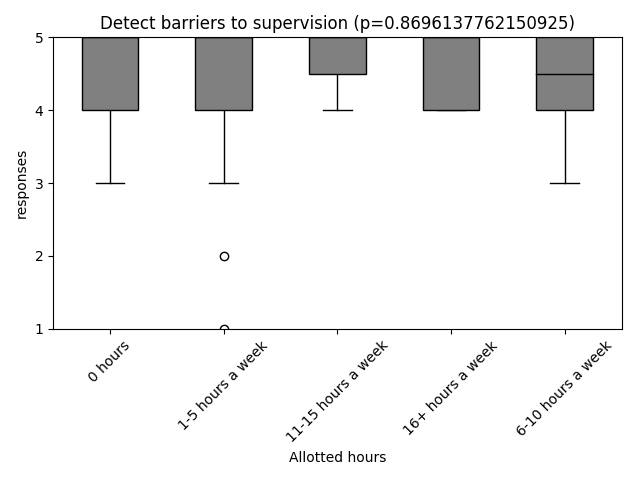 Detect barriers to supervision (p=0.8696137762150925)
5
4
3
2
1
responses
0 hours
1-5 hours a week
11-15 hours a week
16+ hours a week
6-10 hours a week
Allotted hours